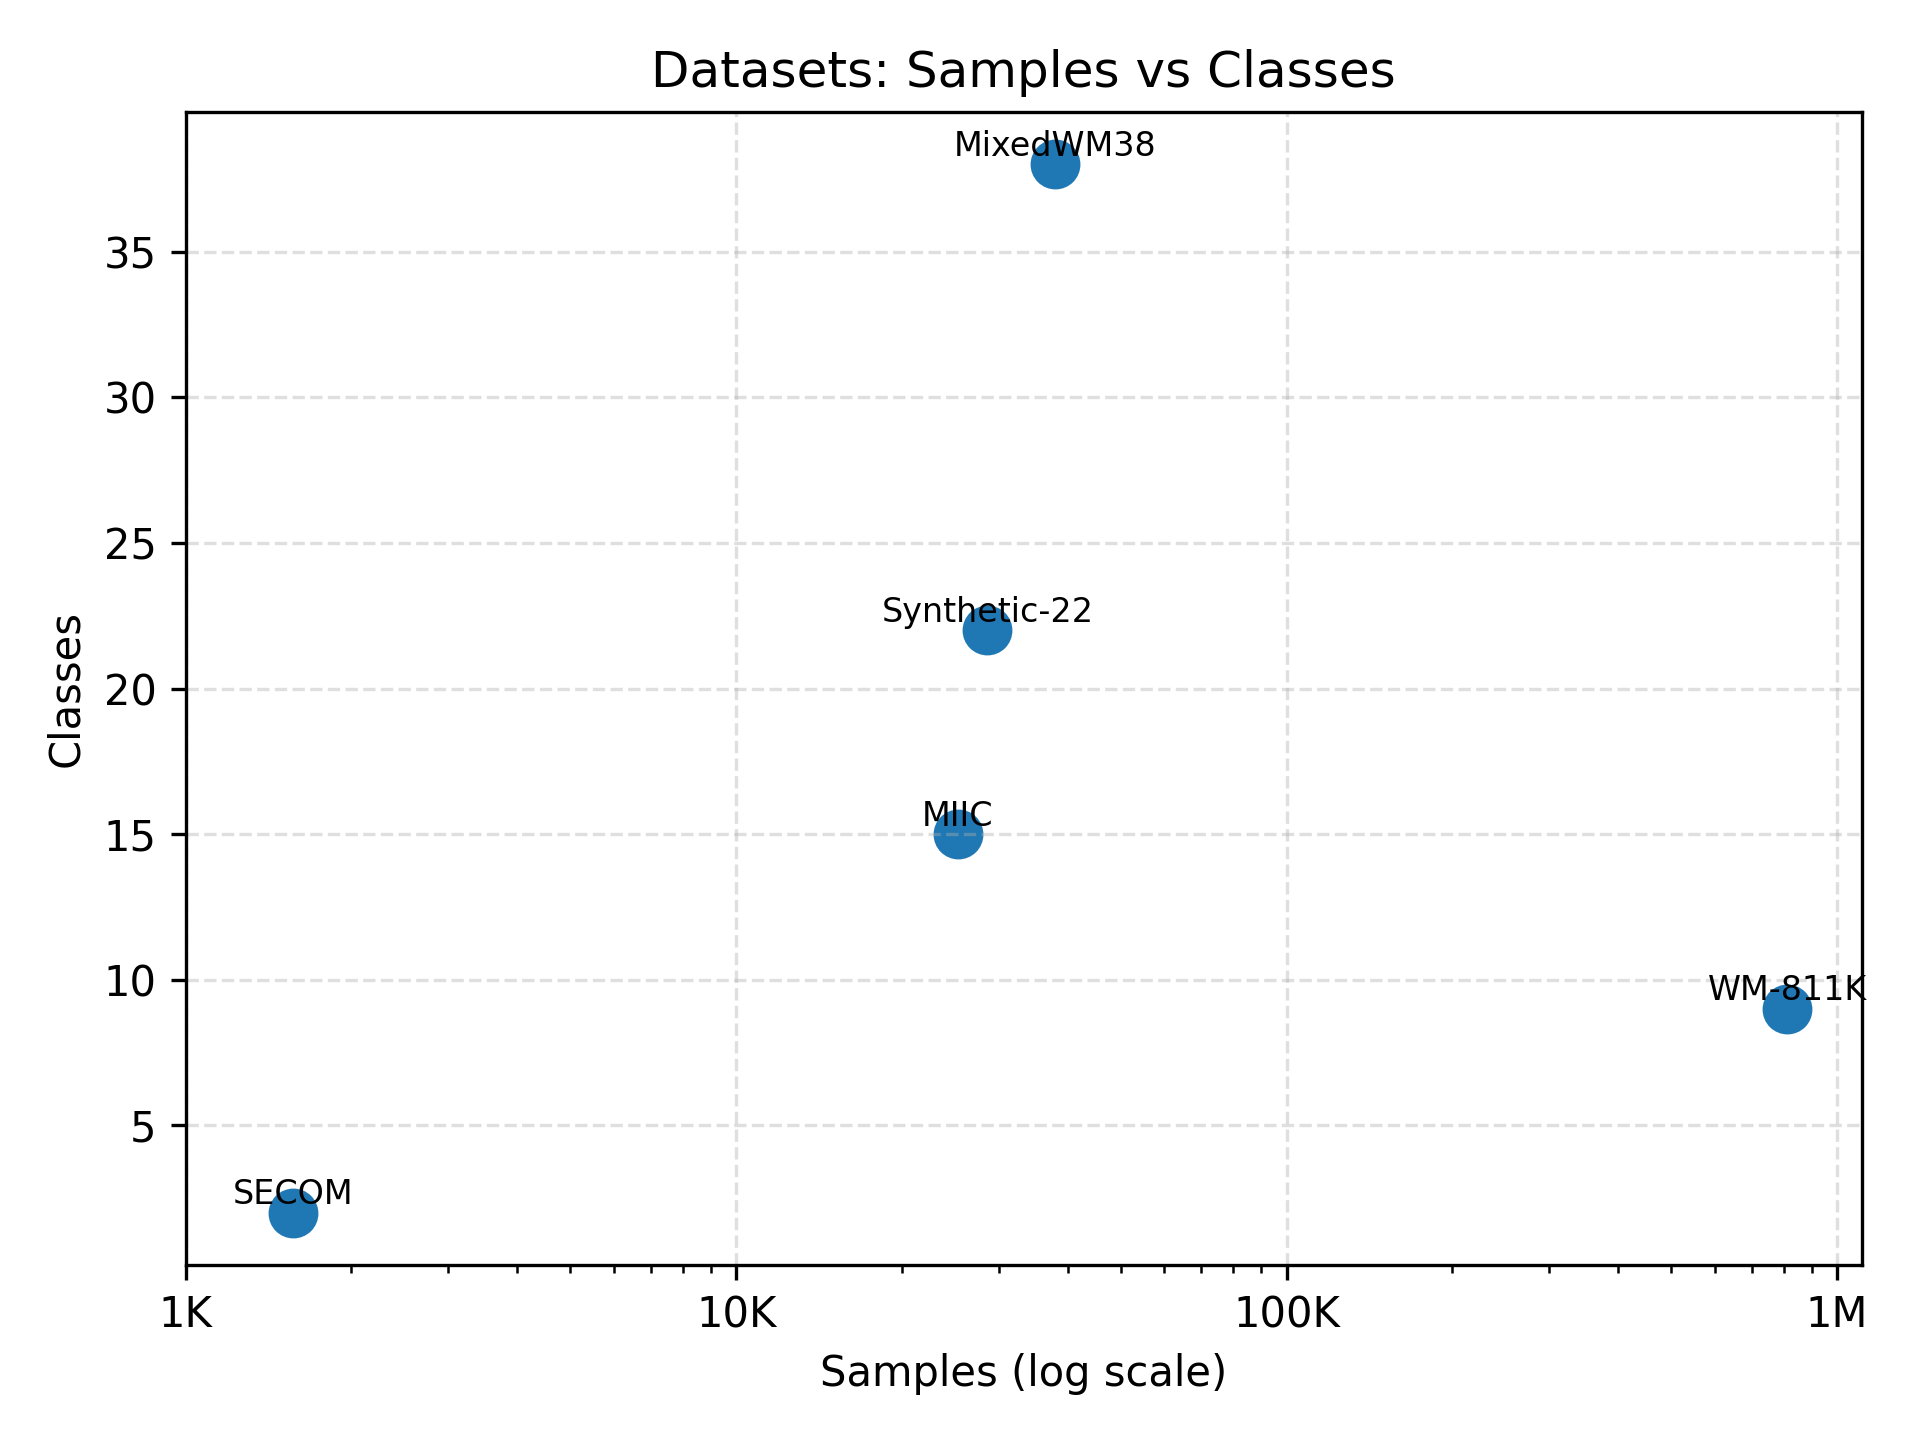 Datasets: Samples vs Classes
MixedWM38
35
30
25
Synthetic-22
20
MIIC
15
10
WM-811K
5
SECOM
Classes
1K
10K
100K
1M
Samples (log scale)